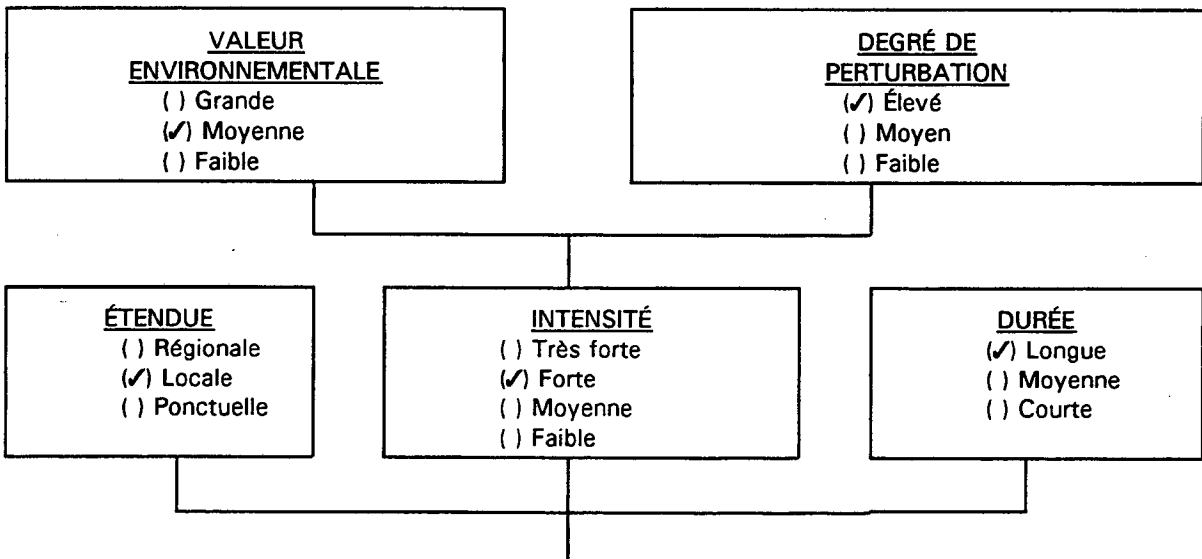 VALEUR
ENVIRONNEMENTALE
( ) Grande
(✓) Moyenne
( ) Faible
DEGRÉ DE
PERTURBATION
(✓) Élevé
( ) Moyen
( ) Faible
ÉTENDUE
( ) Régionale
(✓) Locale
( ) Ponctuelle
INTENSITÉ
( ) Très forte
(✓) Forte
( ) Moyenne
( ) Faible
DURÉE
(✓) Longue
( ) Moyenne
( ) Courte